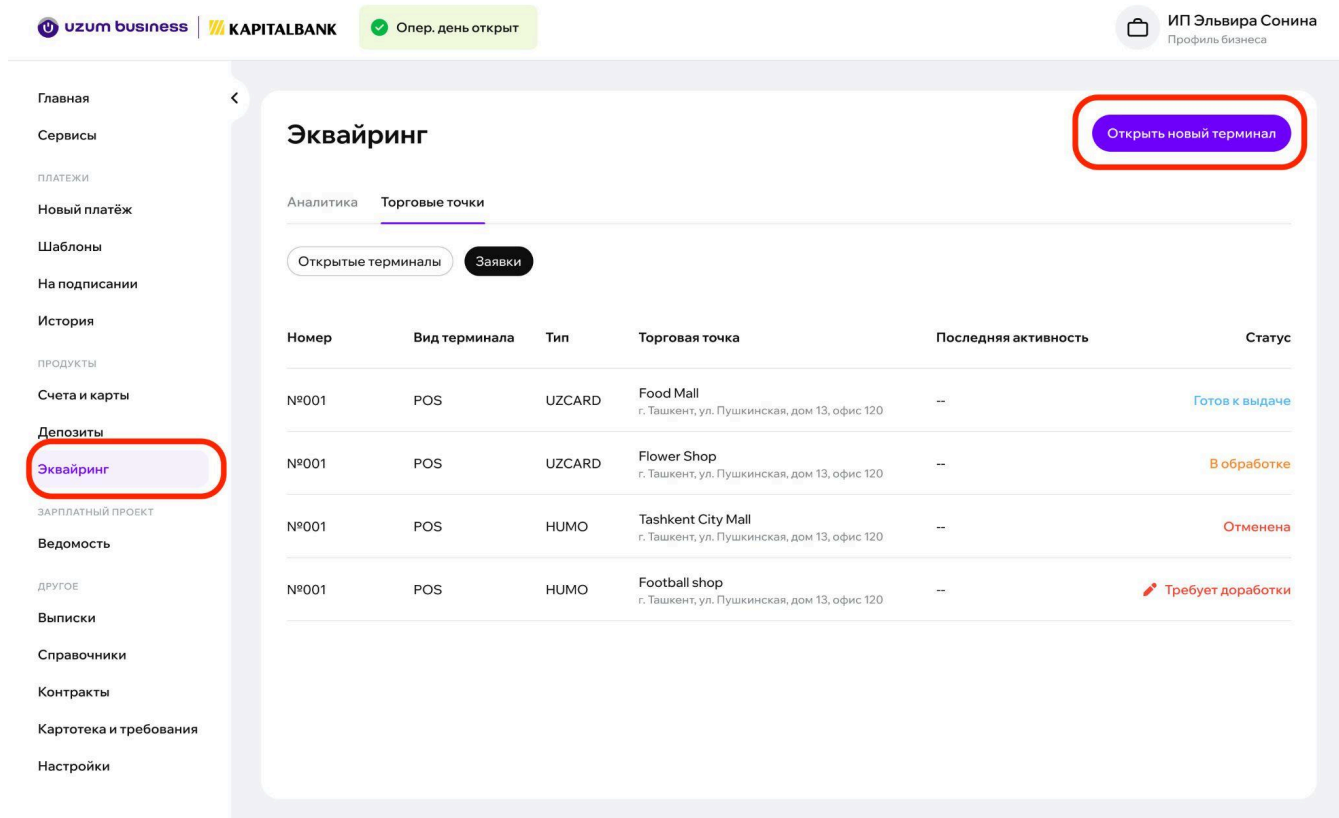 uzum business KAPITALBANK Опер. день открыт ИП Эльвира Сонина
Профиль бизнеса
Главная
Сервисы
ПЛАТЕЖИ
Новый платёж
Шаблоны
На подписании
История
ПРОДУКТЫ
Счета и карты
Депозиты
Эквайринг
ЗАРПЛАТНЫЙ ПРОЕКТ
Ведомость
ДРУГОЕ
Выписки
Справочники
Контракты
Картотека и требования
Настройки
Эквайринг Открыть новый терминал
Аналитика Торговые точки
Открытые терминалы Заявки
Номер Вид терминала Тип Торговая точка Последняя активность Статус
№001 POS UZCARD Food Mall -- Готов к выдаче
г. Ташкент, ул. Пушкинская, дом 13, офис 120
№001 POS UZCARD Flower Shop -- В обработке
г. Ташкент, ул. Пушкинская, дом 13, офис 120
№001 POS HUMO Tashkent City Mall -- Отменена
г. Ташкент, ул. Пушкинская, дом 13, офис 120
№001 POS HUMO Football shop -- Требует доработки
г. Ташкент, ул. Пушкинская, дом 13, офис 120